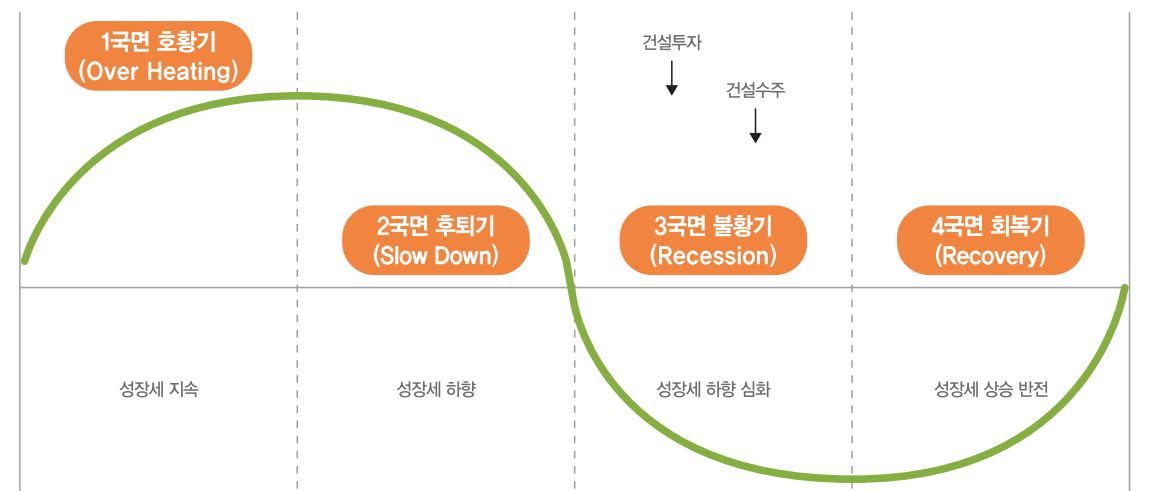 1국면 호황기
(Over Heating)
건설투자
건설수주
2국면 후퇴기
(Slow Down)
3국면 불황기
(Recession)
4국면 회복기
(Recovery)
성장세 지속
성장세 하향
성장세 하향 심화
성장세 상승 반전